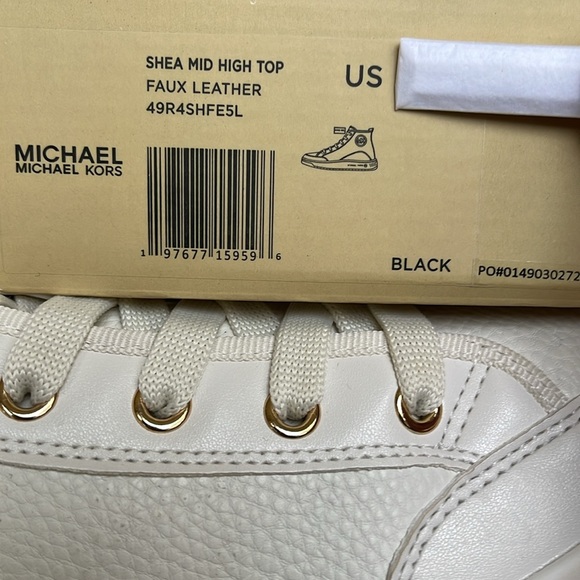 SHEA MID HIGH TOP
FAUX LEATHER
49R4SHFE5L
US
MICHAEL
MICHAEL KORS
1 97677 15959 6
BLACK
PO#0149030272